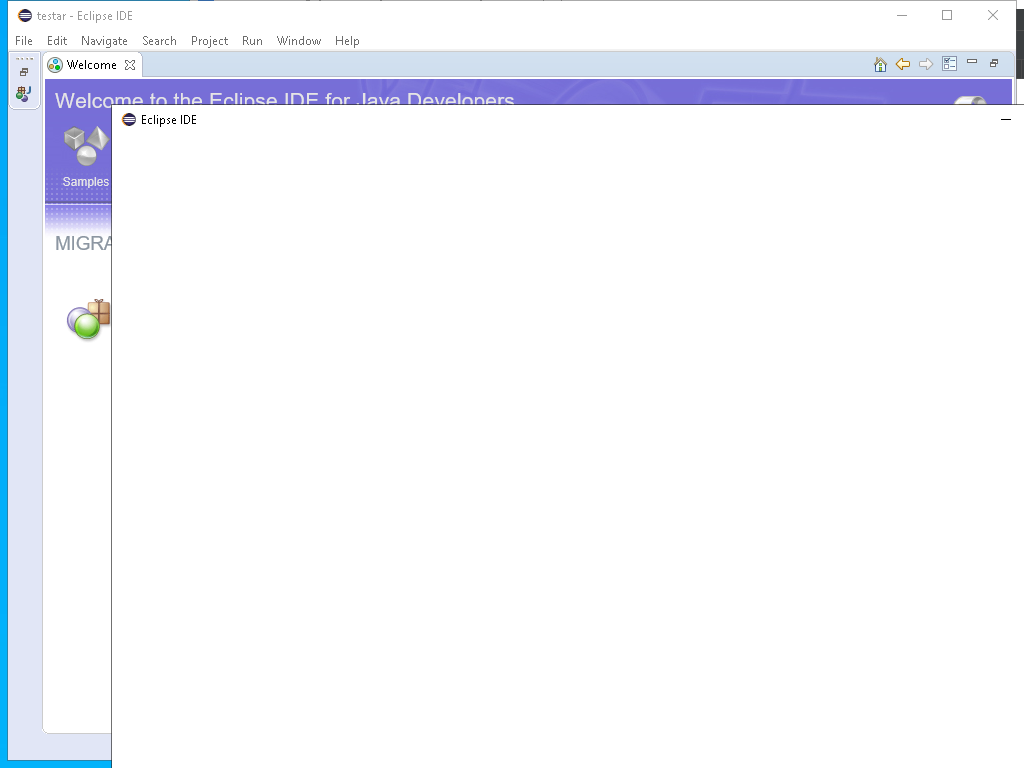 testar - Eclipse IDE
File Edit Navigate Search Project Run Window Help
Welcome
Welcome to the Eclipse IDE for Java Developers
Eclipse IDE
Samples
MIGRA